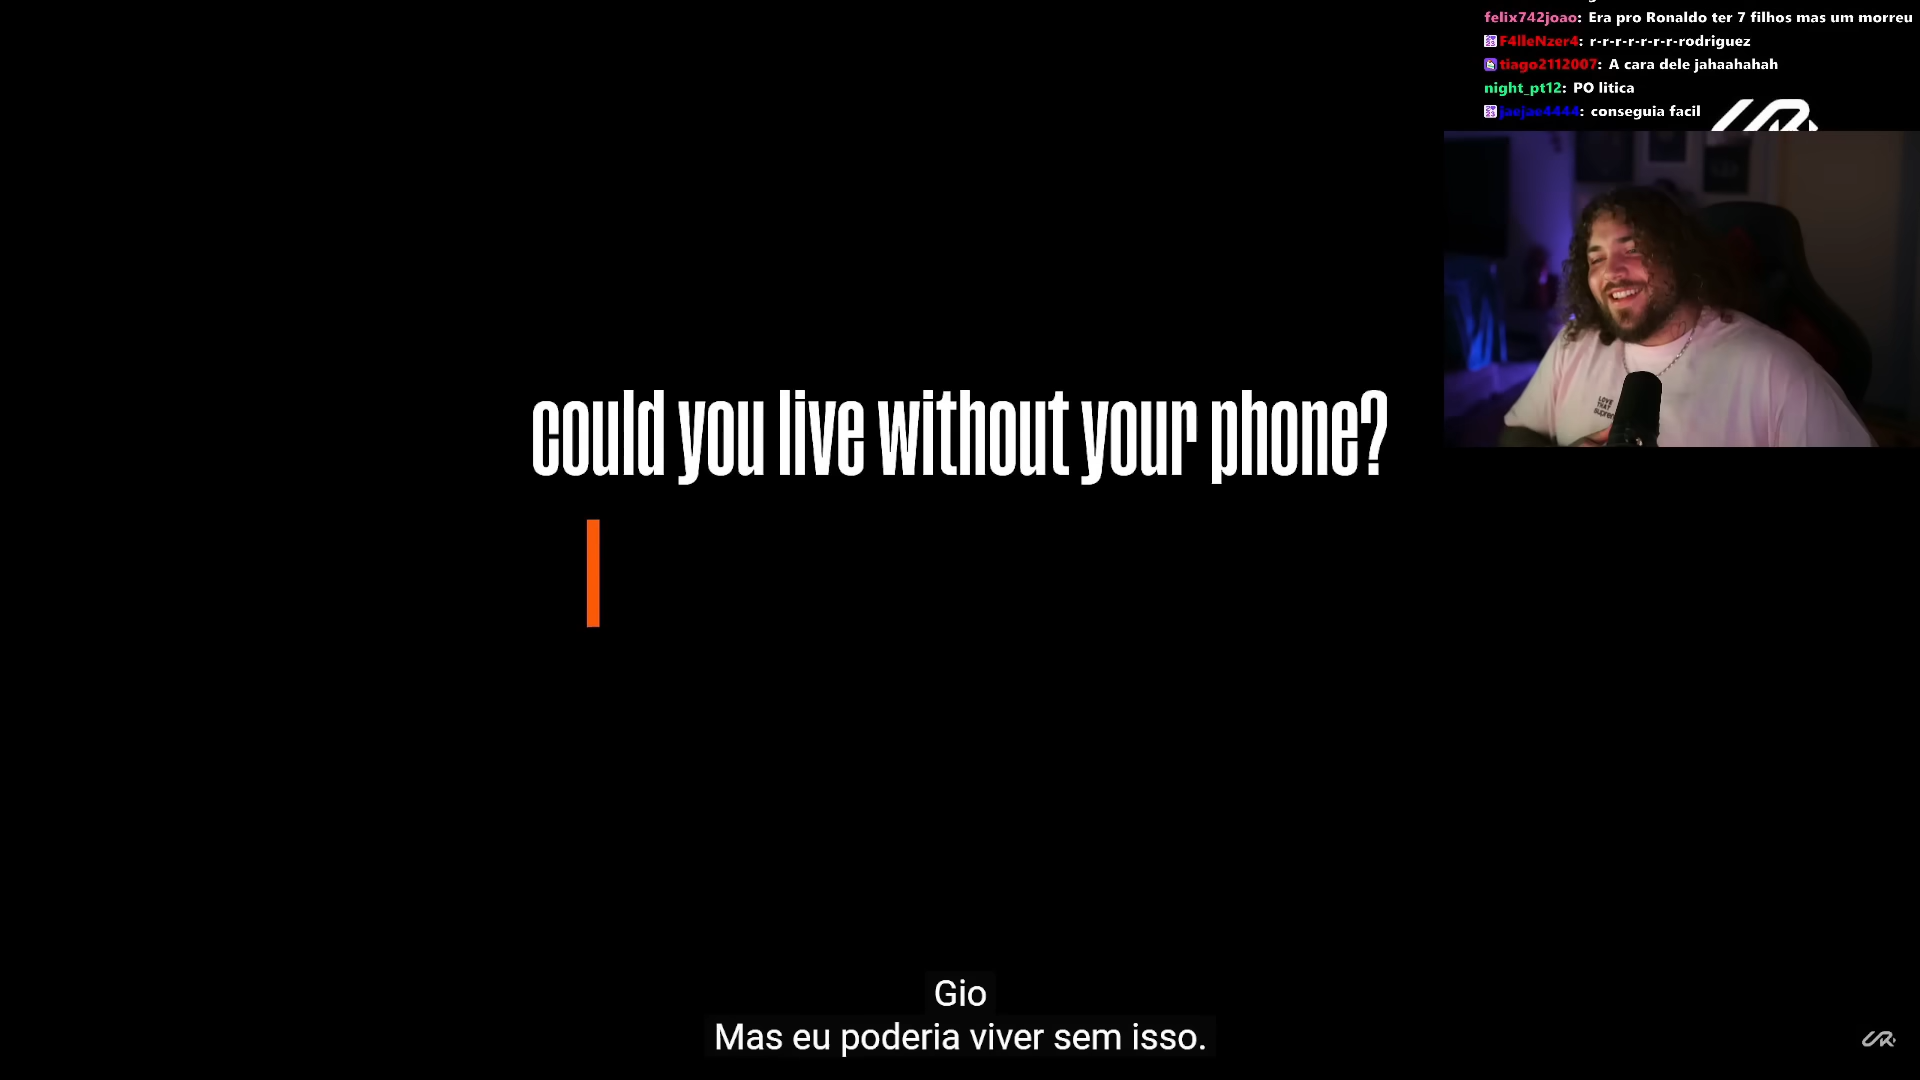 felix742joao: Era pro Ronaldo ter 7 filhos mas um morreu
F4lleNzer4: r-r-r-r-r-r-r-rodriguez
tiago2112007: A cara dele jahaahahah
night_pt12: PO litica
jaejae4444: conseguia facil
could you live without your phone?
Gio
Mas eu poderia viver sem isso.